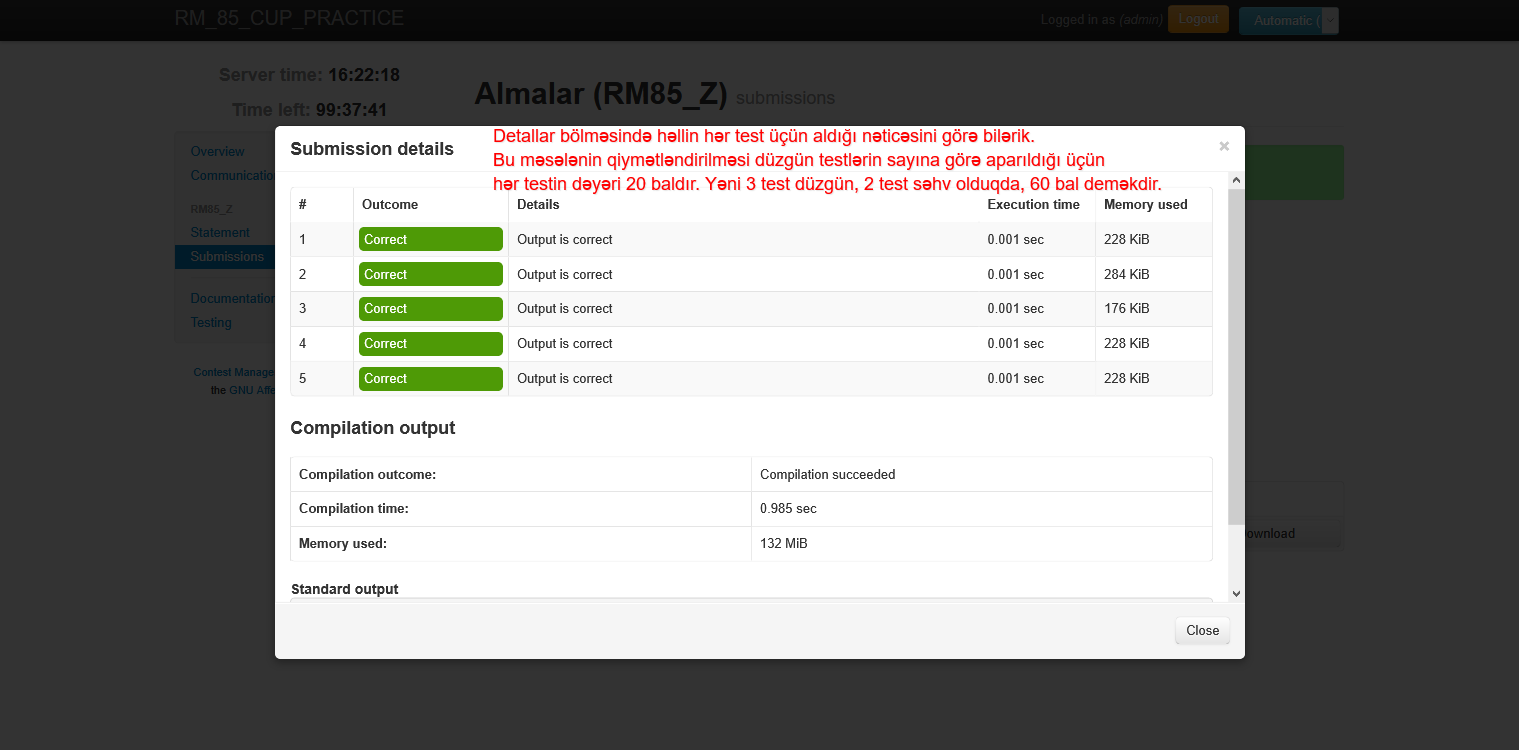 RM_85_CUP_PRACTICE
Logged in as (admin) Logout Automatic (
Server time: 16:22:18
Time left: 99:37:41
Almalar (RM85_Z) submissions
Overview
Communication
RM85_Z
Statement
Submissions
Documentation
Testing
Contest Manage
the GNU Affe
Submission details
×
Detallar bölməsində həllin hər test üçün aldığı nəticəsini görə bilərik.
Bu məsələnin qiymətləndirilməsi düzgün testlərin sayına görə aparıldığı üçün
hər testin dəyəri 20 baldır. Yəni 3 test düzgün, 2 test səhv olduqda, 60 bal deməkdir.
# Outcome Details Execution time Memory used
1 Correct Output is correct 0.001 sec 228 KiB
2 Correct Output is correct 0.001 sec 284 KiB
3 Correct Output is correct 0.001 sec 176 KiB
4 Correct Output is correct 0.001 sec 228 KiB
5 Correct Output is correct 0.001 sec 228 KiB
Compilation output
Compilation outcome: Compilation succeeded
Compilation time: 0.985 sec
Memory used: 132 MiB
Standard output
ownload
Close